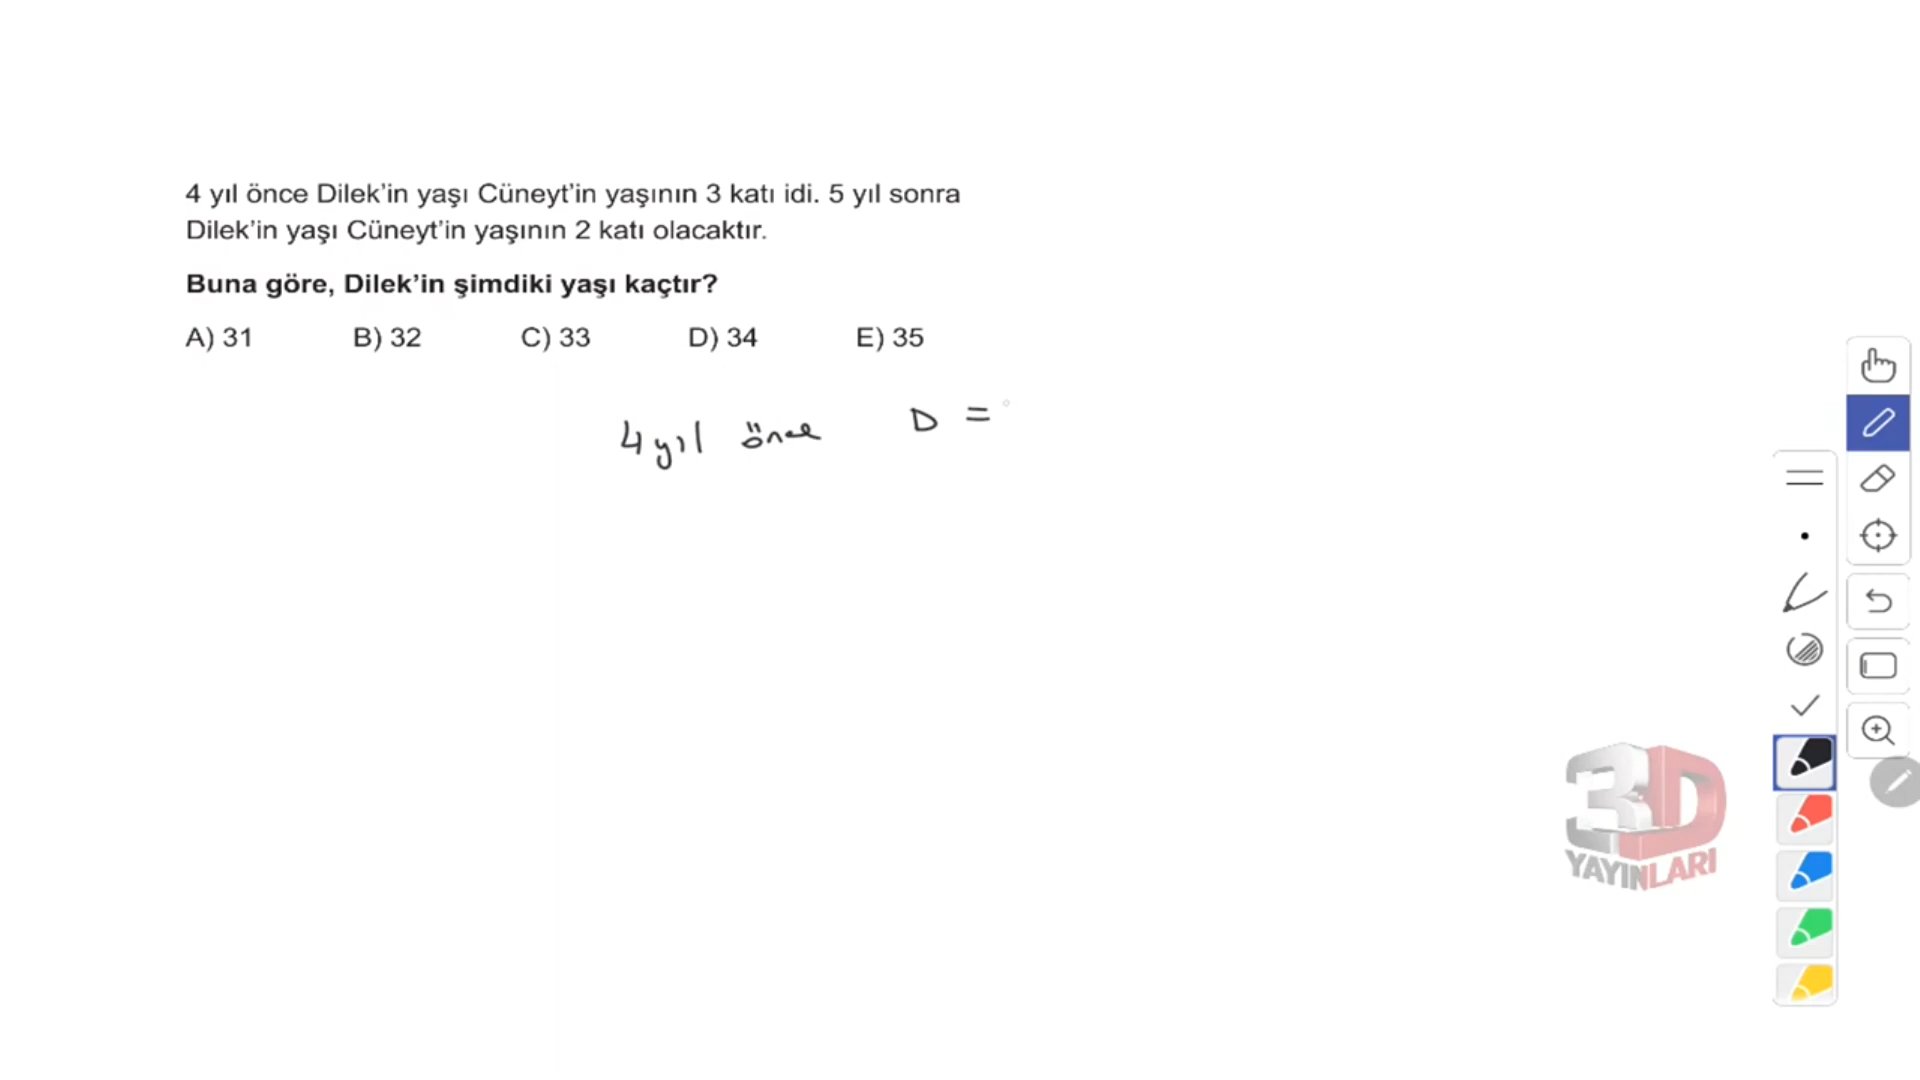 4 yıl önce Dilek’in yaşı Cüneyt’in yaşının 3 katı idi. 5 yıl sonra
Dilek’in yaşı Cüneyt’in yaşının 2 katı olacaktır.
Buna göre, Dilek’in şimdiki yaşı kaçtır?
A) 31 B) 32 C) 33 D) 34 E) 35
4 yıl önce D =
3D
YAYINLARI